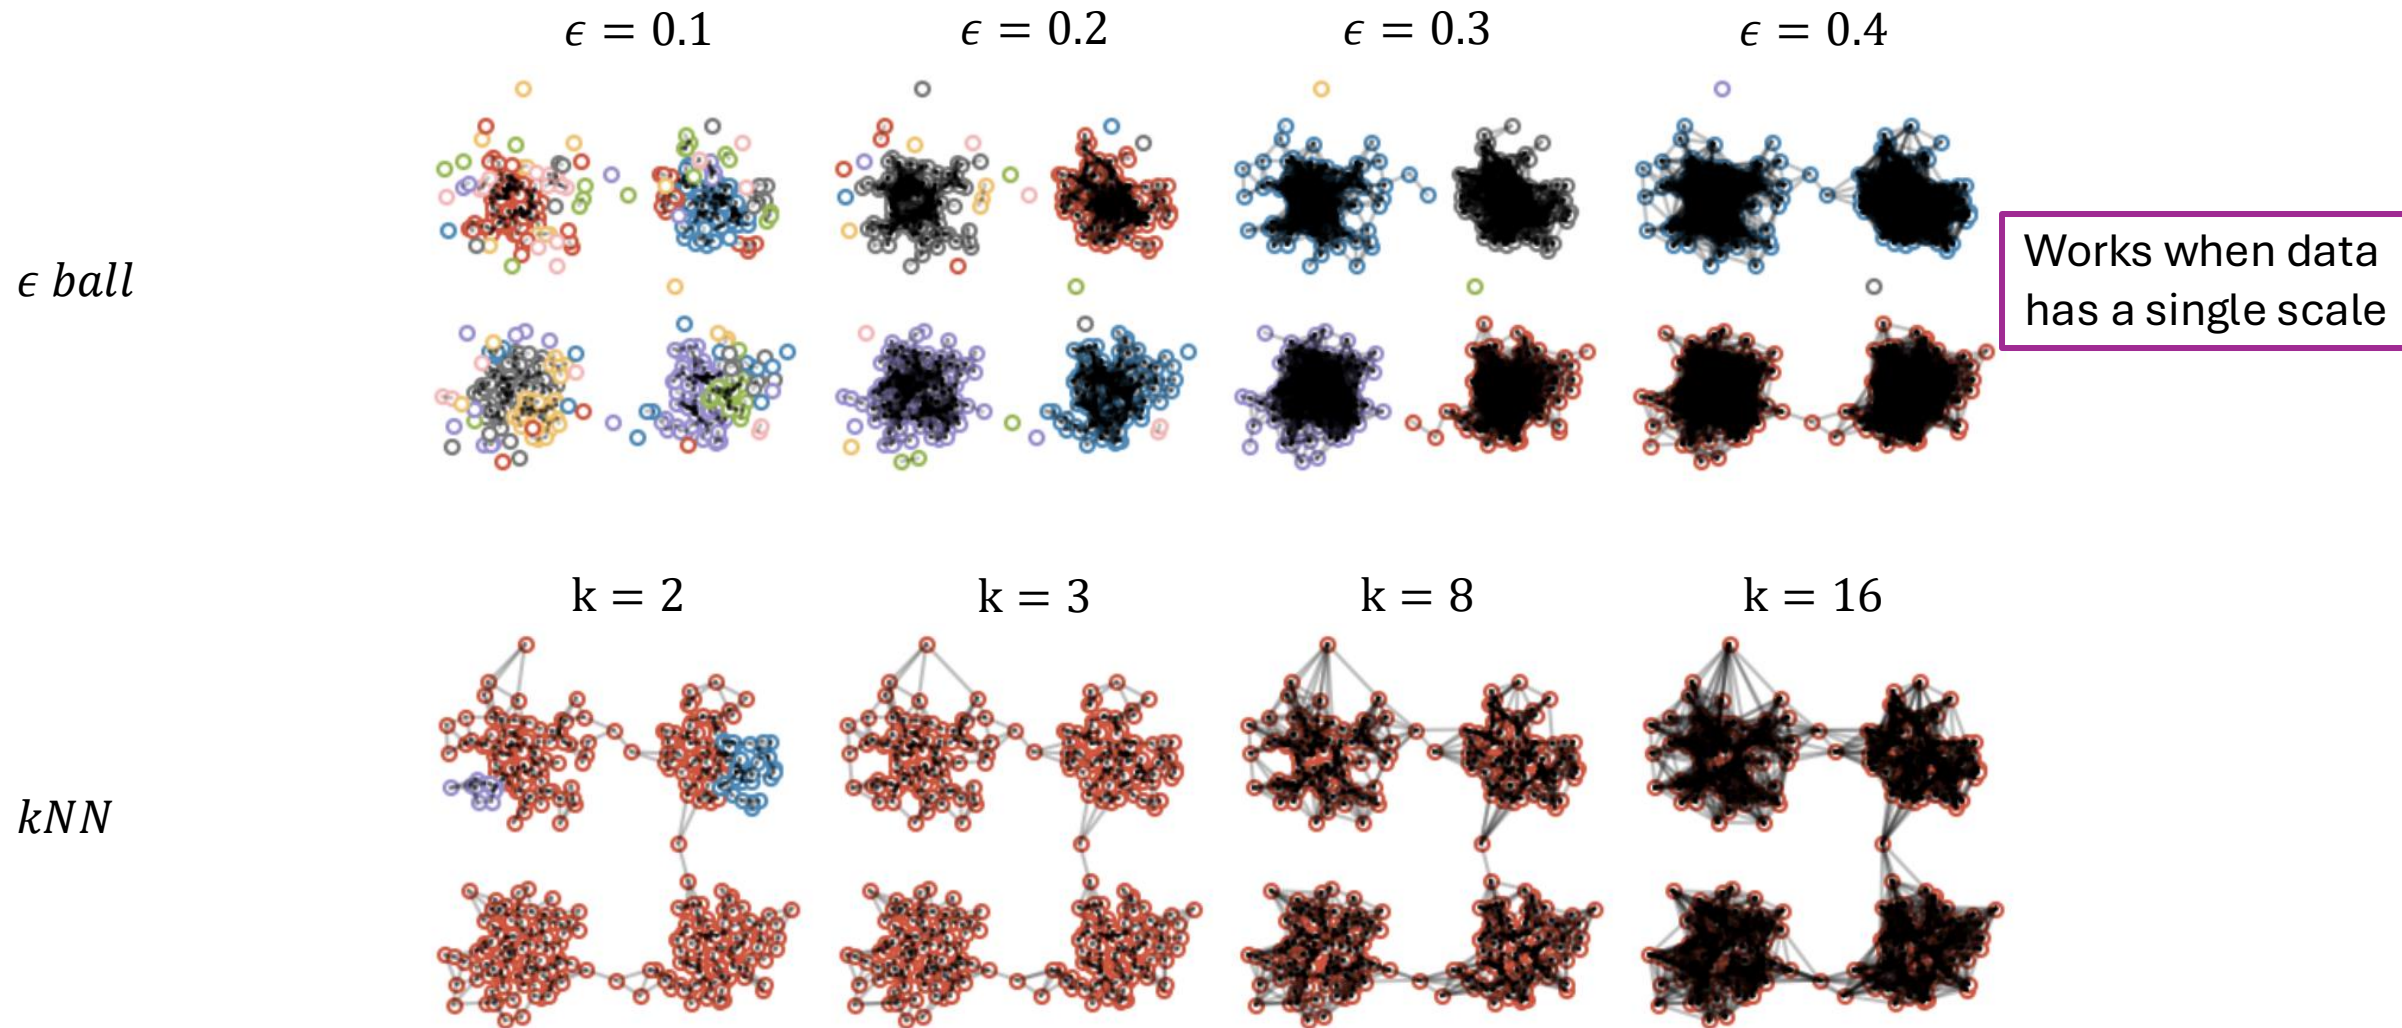 ϵ = 0.1
ϵ = 0.2
ϵ = 0.3
ϵ = 0.4
ϵ ball
Works when data
has a single scale
k = 2
k = 3
k = 8
k = 16
kNN